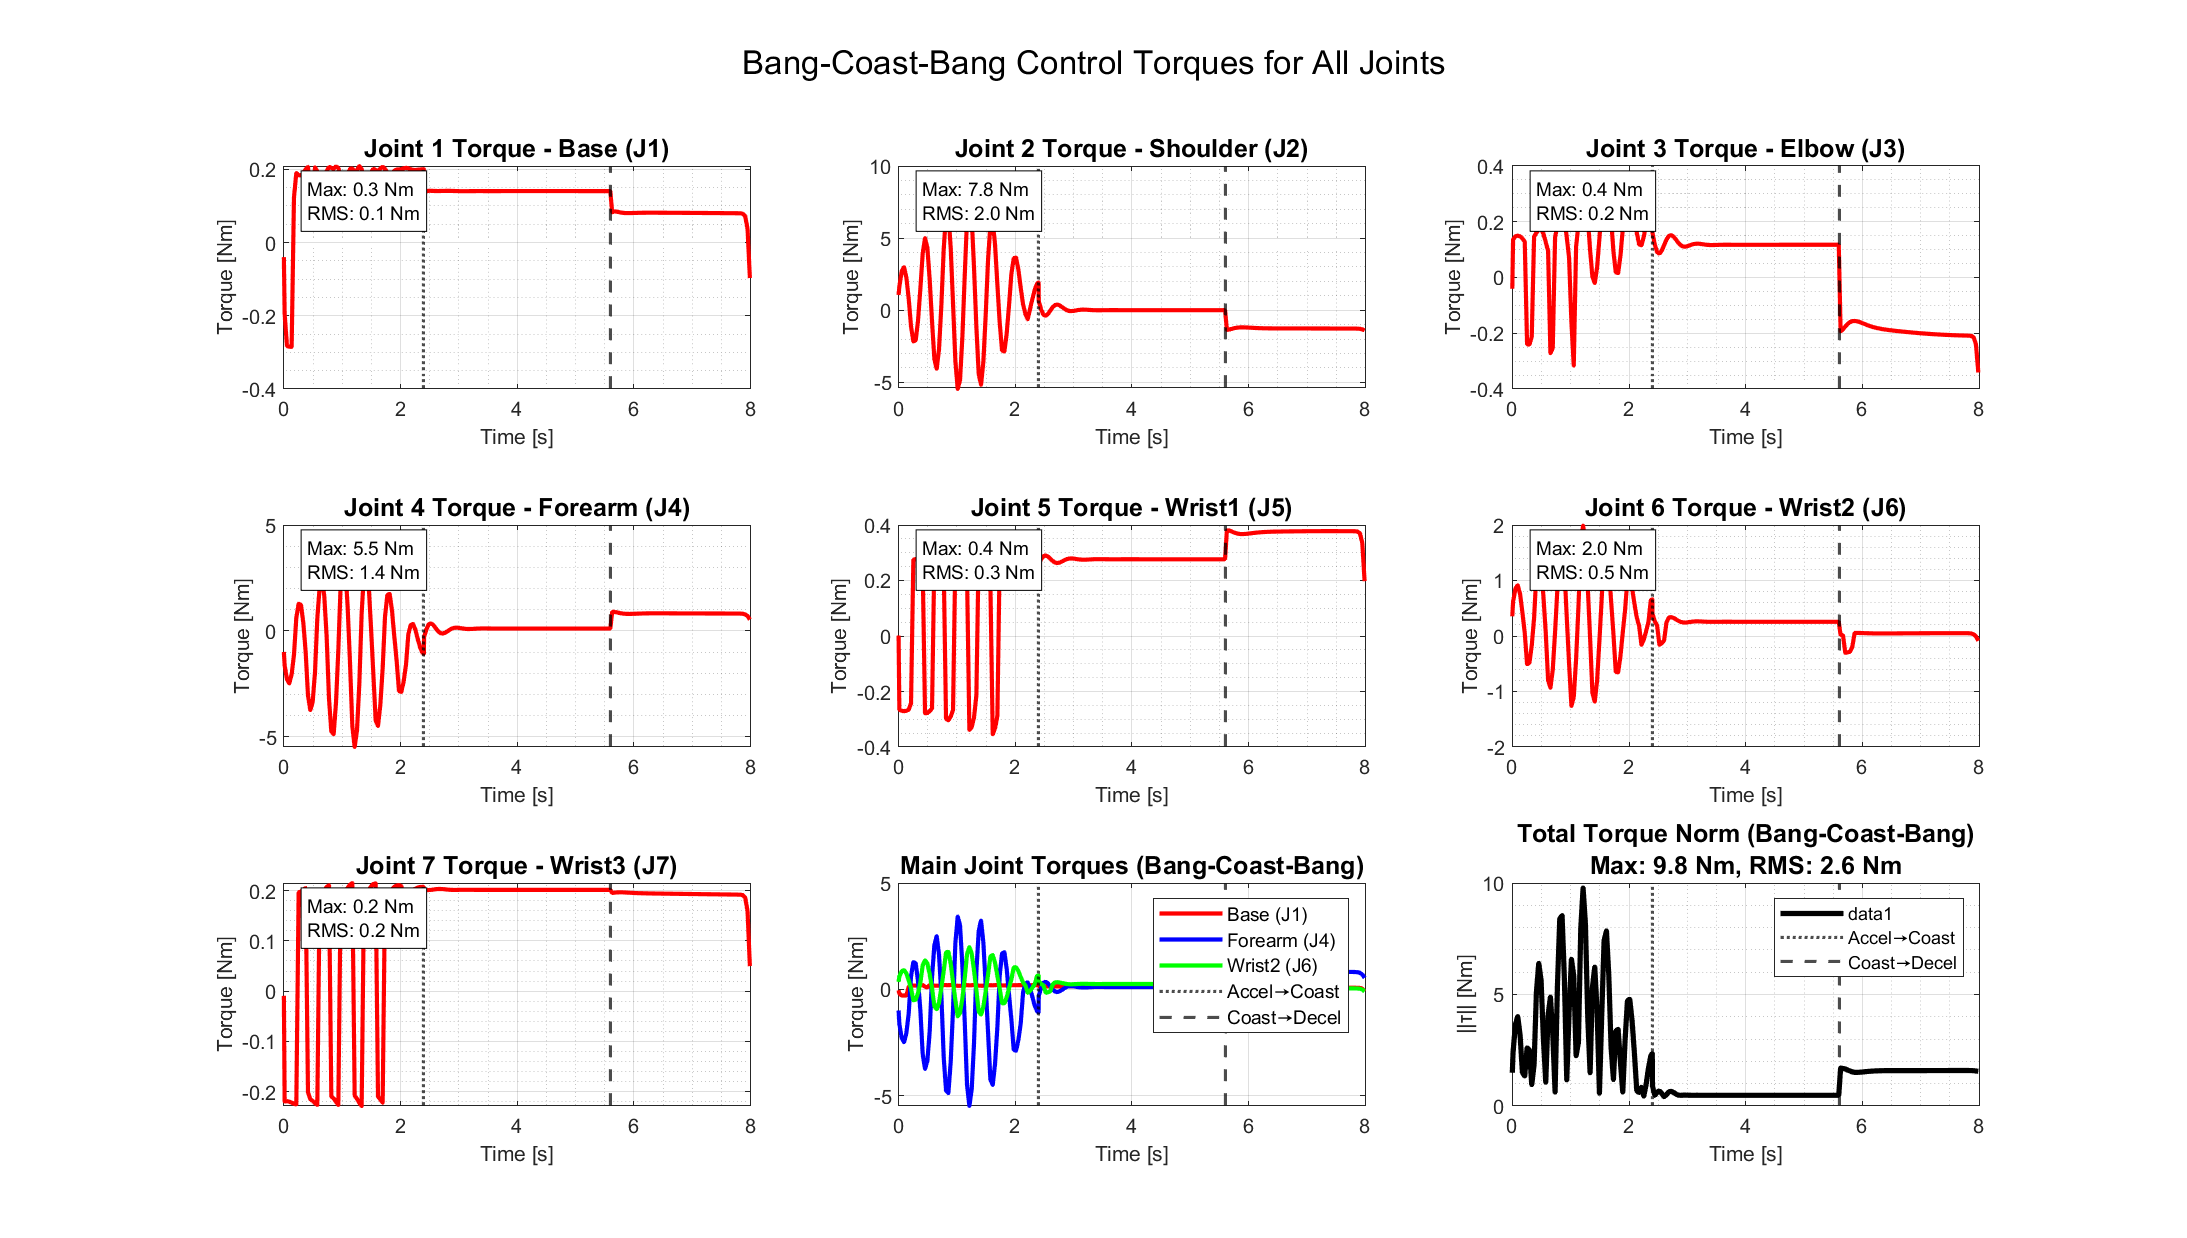 Bang-Coast-Bang Control Torques for All Joints
Joint 1 Torque - Base (J1)
Max: 0.3 Nm
RMS: 0.1 Nm
Torque [Nm]
0.2
0
-0.2
-0.4
0 2 4 6 8
Time [s]
Joint 2 Torque - Shoulder (J2)
Max: 7.8 Nm
RMS: 2.0 Nm
Torque [Nm]
10
5
0
-5
0 2 4 6 8
Time [s]
Joint 3 Torque - Elbow (J3)
Max: 0.4 Nm
RMS: 0.2 Nm
Torque [Nm]
0.4
0.2
0
-0.2
-0.4
0 2 4 6 8
Time [s]
Joint 4 Torque - Forearm (J4)
Max: 5.5 Nm
RMS: 1.4 Nm
Torque [Nm]
5
0
-5
0 2 4 6 8
Time [s]
Joint 5 Torque - Wrist1 (J5)
Max: 0.4 Nm
RMS: 0.3 Nm
Torque [Nm]
0.4
0.2
0
-0.2
-0.4
0 2 4 6 8
Time [s]
Joint 6 Torque - Wrist2 (J6)
Max: 2.0 Nm
RMS: 0.5 Nm
Torque [Nm]
2
1
0
-1
-2
0 2 4 6 8
Time [s]
Joint 7 Torque - Wrist3 (J7)
Max: 0.2 Nm
RMS: 0.2 Nm
Torque [Nm]
0.2
0.1
0
-0.1
-0.2
0 2 4 6 8
Time [s]
Main Joint Torques (Bang-Coast-Bang)
Base (J1)
Forearm (J4)
Wrist2 (J6)
Accel→Coast
Coast→Decel
Torque [Nm]
5
0
-5
0 2 4 6 8
Time [s]
Total Torque Norm (Bang-Coast-Bang)
Max: 9.8 Nm, RMS: 2.6 Nm
data1
Accel→Coast
Coast→Decel
||τ|| [Nm]
10
5
0
0 2 4 6 8
Time [s]